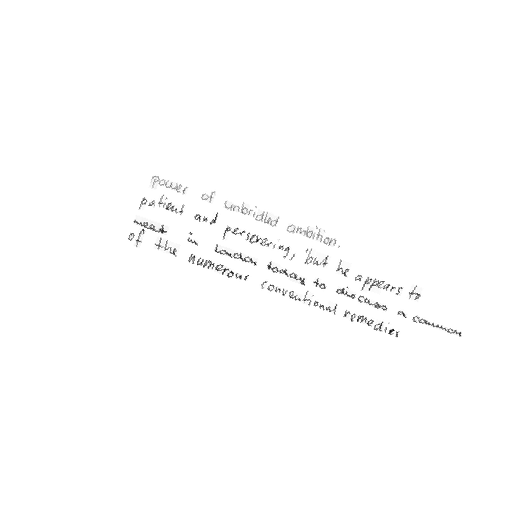 power of unbridled ambition.
patient and persevering, but he appears to
meet in London today to discuss a common
of the numerous conventional remedies